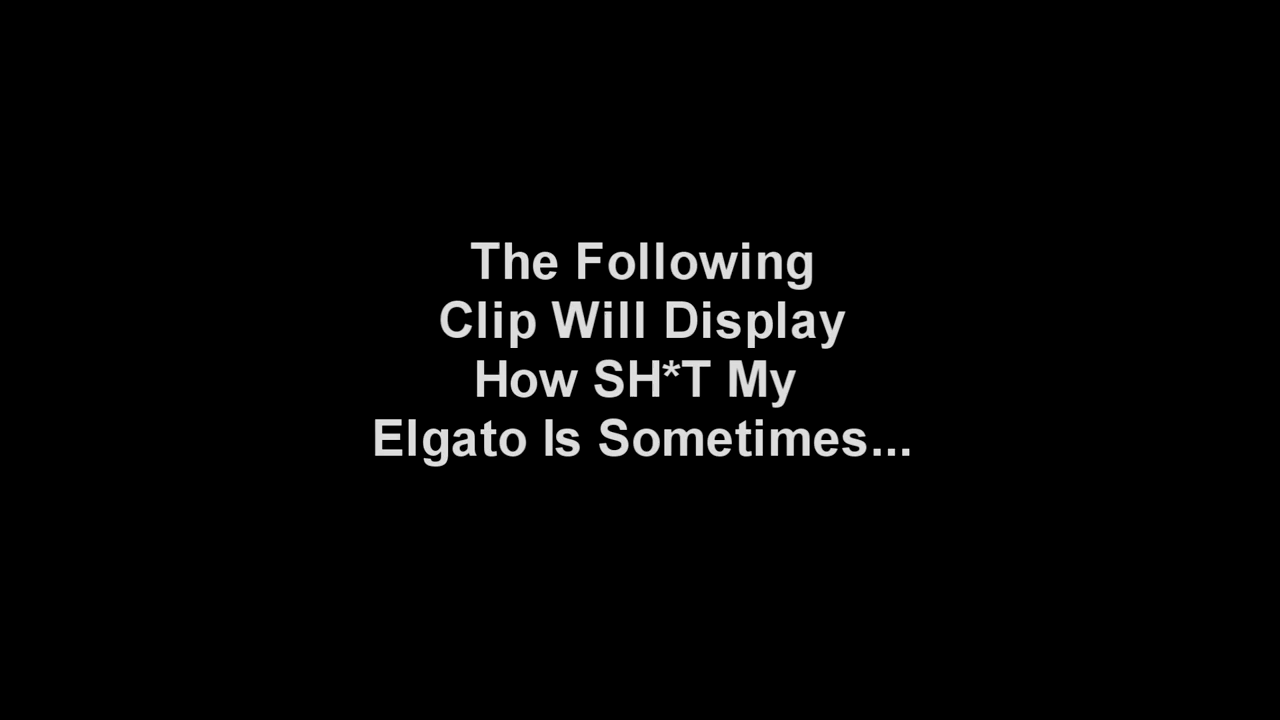 The Following
Clip Will Display
How SH*T My
Elgato Is Sometimes...